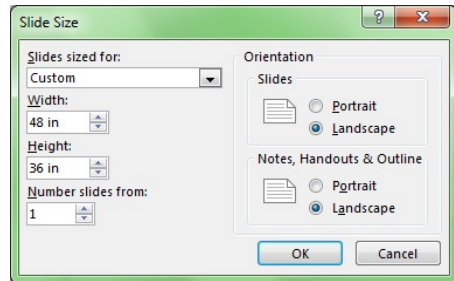 Slide Size
Slides sized for:
Custom
Width:
48 in
Height:
36 in
Number slides from:
1
Orientation
Slides
Portrait
Landscape
Notes, Handouts & Outline
Portrait
Landscape
OK
Cancel